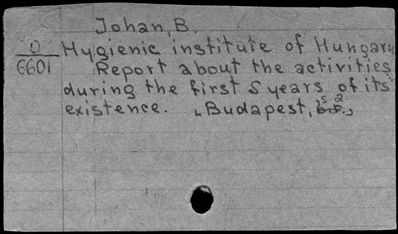 Johan, B.
O Hygienic institute of Hungary
6601 Report about the activities
during the first 5 years of its
existence. Budapest,